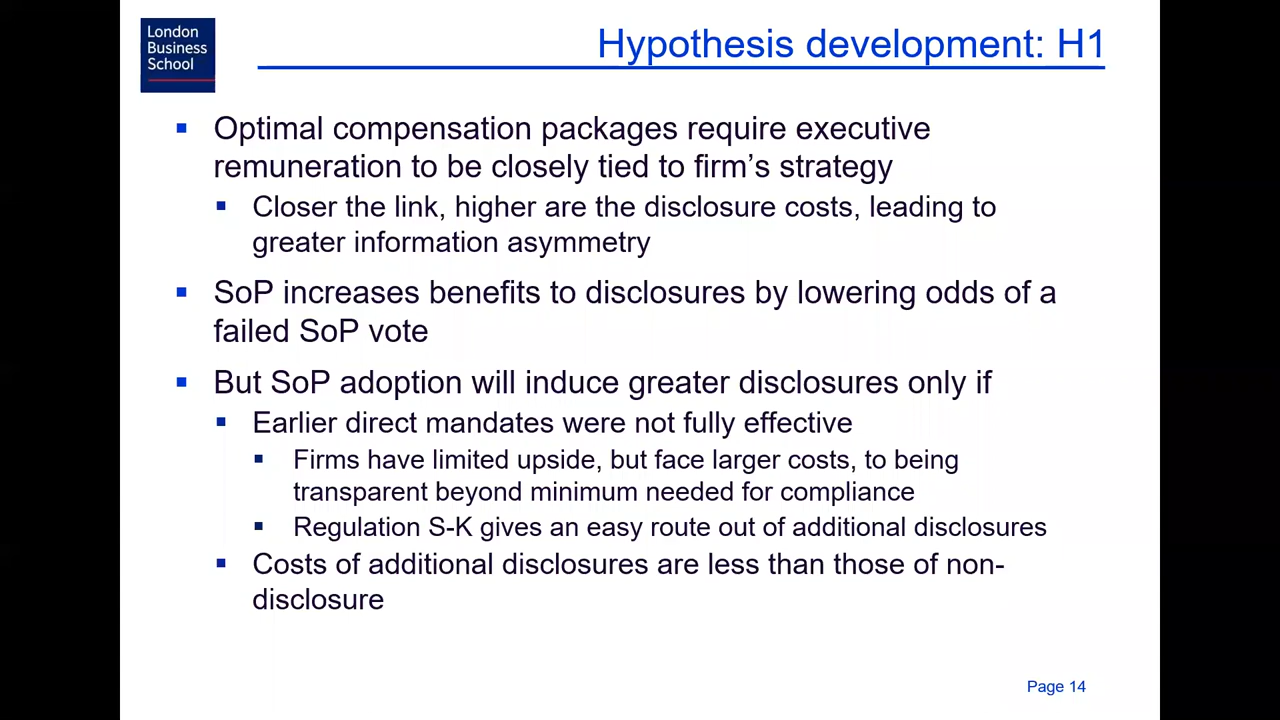 London
Business
School
Hypothesis development: H1
Optimal compensation packages require executive
remuneration to be closely tied to firm’s strategy
Closer the link, higher are the disclosure costs, leading to
greater information asymmetry
SoP increases benefits to disclosures by lowering odds of a
failed SoP vote
But SoP adoption will induce greater disclosures only if
Earlier direct mandates were not fully effective
Firms have limited upside, but face larger costs, to being
transparent beyond minimum needed for compliance
Regulation S-K gives an easy route out of additional disclosures
Costs of additional disclosures are less than those of non-
disclosure
Page 14